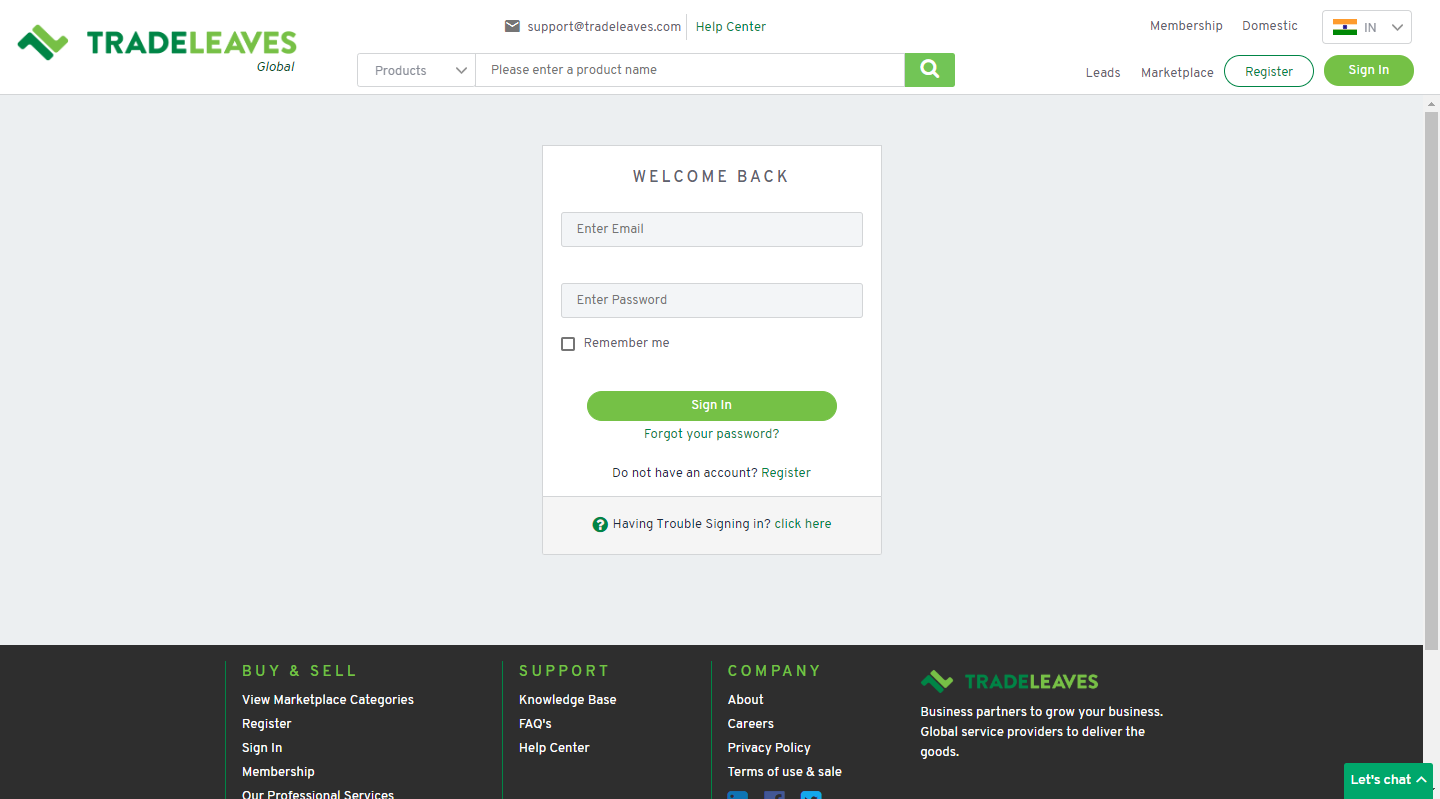 TRADELEAVES
Global
support@tradeleaves.com
Help Center
Membership
Domestic
IN
Products
Please enter a product name
Leads
Marketplace
Register
Sign In
WELCOME BACK
Enter Email
Enter Password
Remember me
Sign In
Forgot your password?
Do not have an account? Register
Having Trouble Signing in? click here
BUY & SELL
View Marketplace Categories
Register
Sign In
Membership
Our Professional Services
SUPPORT
Knowledge Base
FAQ's
Help Center
COMPANY
About
Careers
Privacy Policy
Terms of use & sale
TRADELEAVES
Business partners to grow your business.
Global service providers to deliver the
goods.
Let's chat